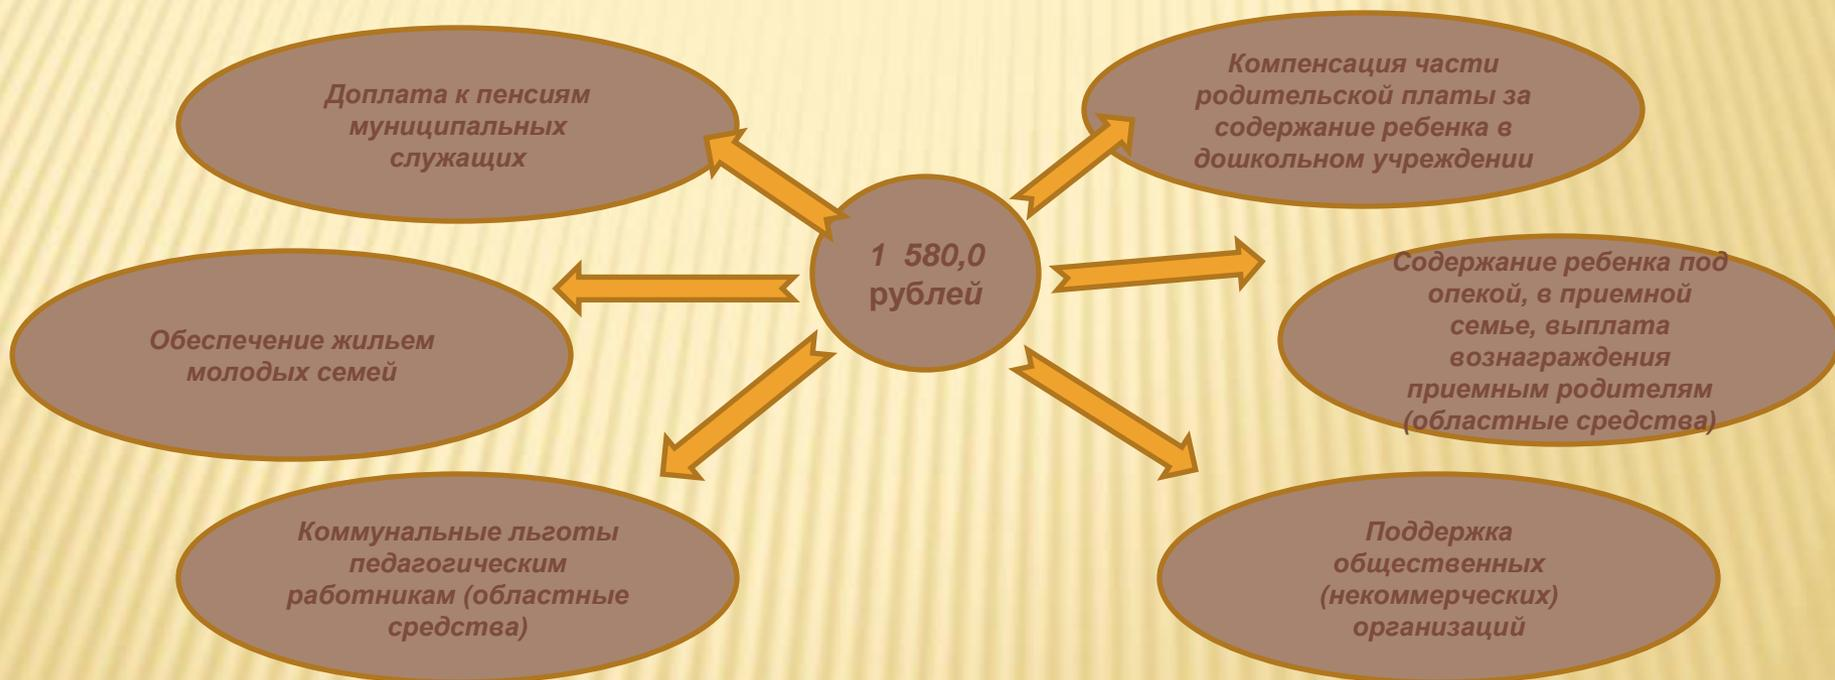 Доплата к пенсиям
муниципальных
служащих
Компенсация части
родительской платы за
содержание ребенка в
дошкольном учреждении
1 580,0
рублей
Обеспечение жильем
молодых семей
Содержание ребенка под
опекой, в приемной
семье, выплата
вознаграждения
приемным родителям
(областные средства)
Коммунальные льготы
педагогическим
работникам (областные
средства)
Поддержка
общественных
(некоммерческих)
организаций